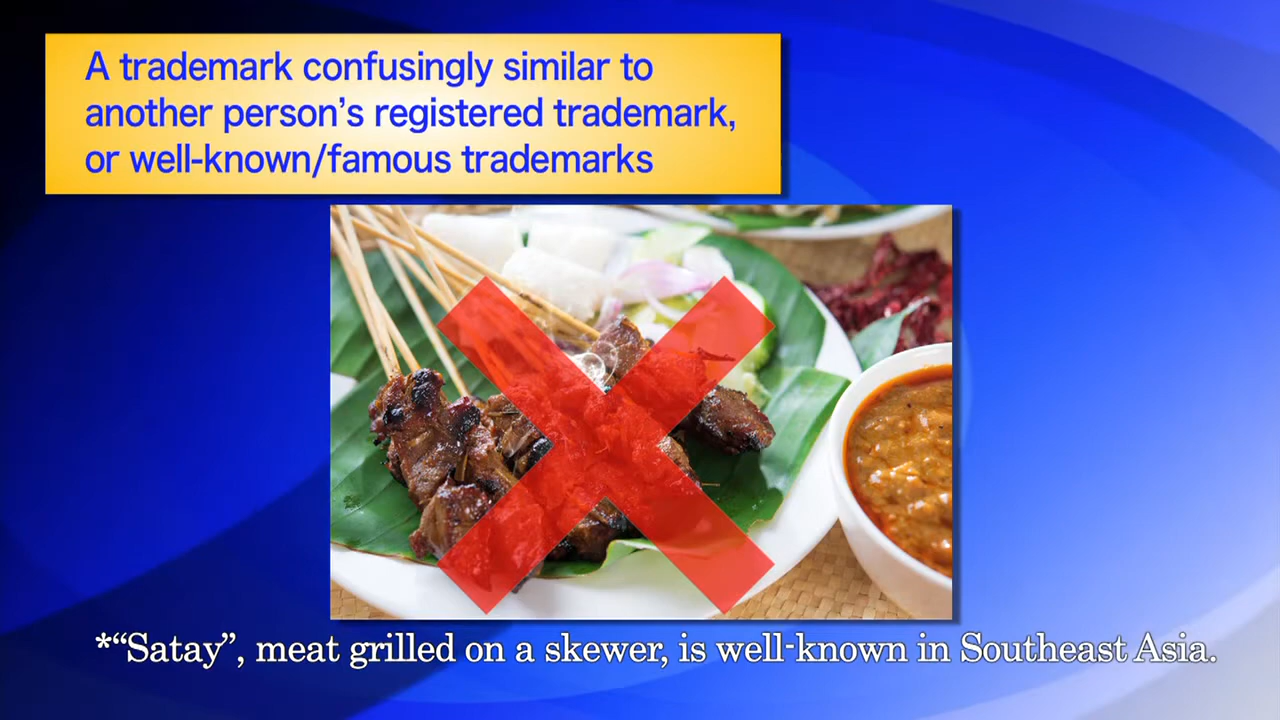 A trademark confusingly similar to
another person’s registered trademark,
or well-known/famous trademarks
*“Satay”, meat grilled on a skewer, is well-known in Southeast Asia.